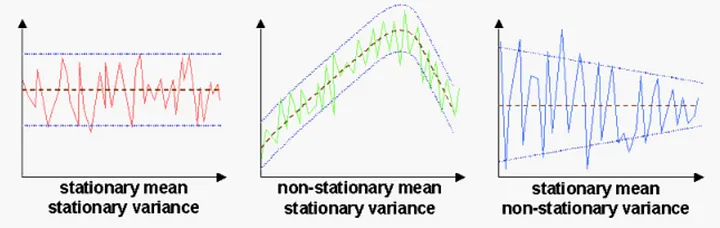 stationary mean
stationary variance
non-stationary mean
stationary variance
stationary mean
non-stationary variance